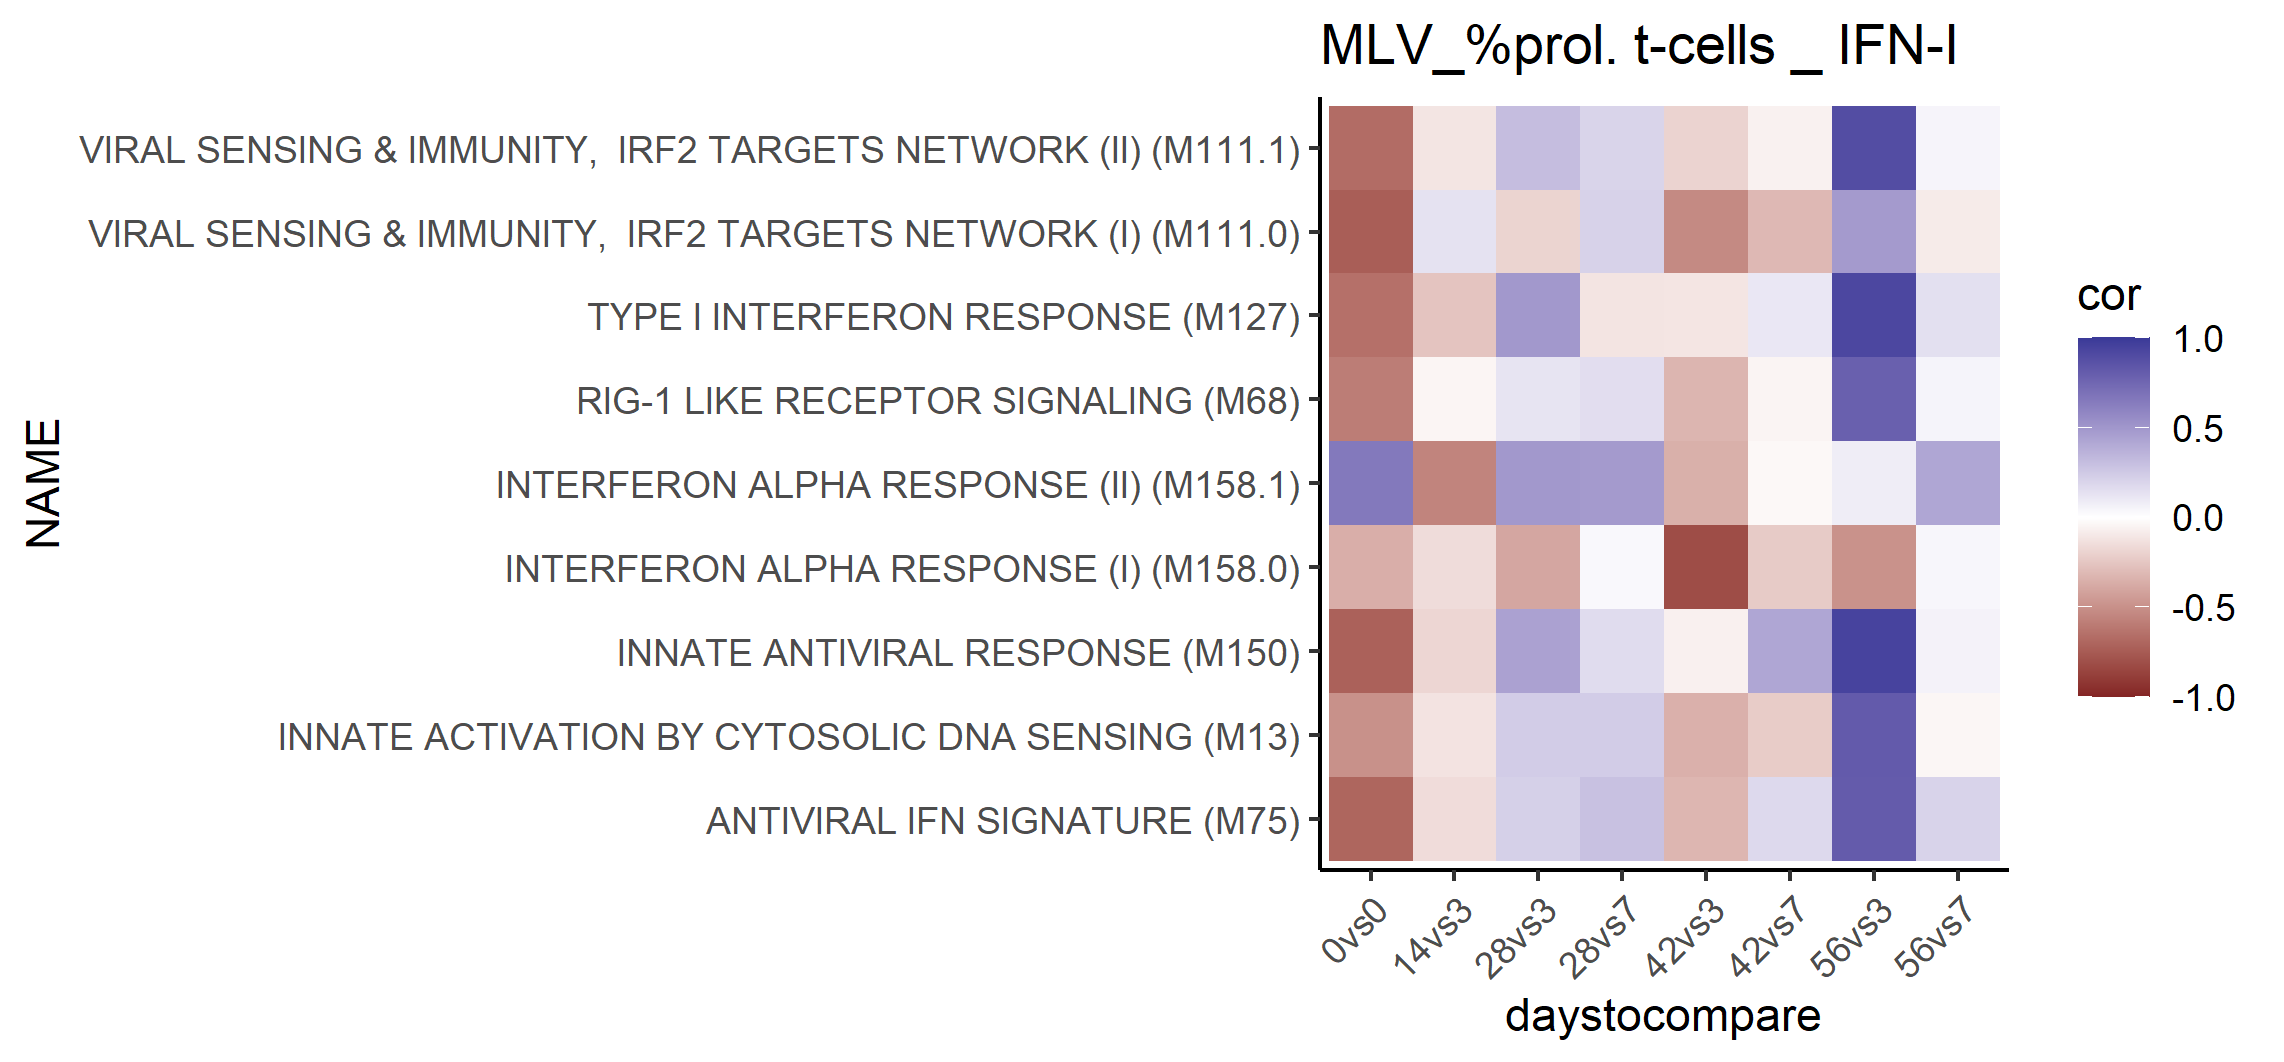 MLV_%prol. t-cells _ IFN-I
VIRAL SENSING & IMMUNITY,  IRF2 TARGETS NETWORK (II) (M111.1)
VIRAL SENSING & IMMUNITY,  IRF2 TARGETS NETWORK (I) (M111.0)
TYPE I INTERFERON RESPONSE (M127)
RIG-1 LIKE RECEPTOR SIGNALING (M68)
INTERFERON ALPHA RESPONSE (II) (M158.1)
INTERFERON ALPHA RESPONSE (I) (M158.0)
INNATE ANTIVIRAL RESPONSE (M150)
INNATE ACTIVATION BY CYTOSOLIC DNA SENSING (M13)
ANTIVIRAL IFN SIGNATURE (M75)
NAME
0vs0
14vs3
28vs3
28vs7
42vs3
42vs7
56vs3
56vs7
daystocompare
cor
1.0
0.5
0.0
-0.5
-1.0